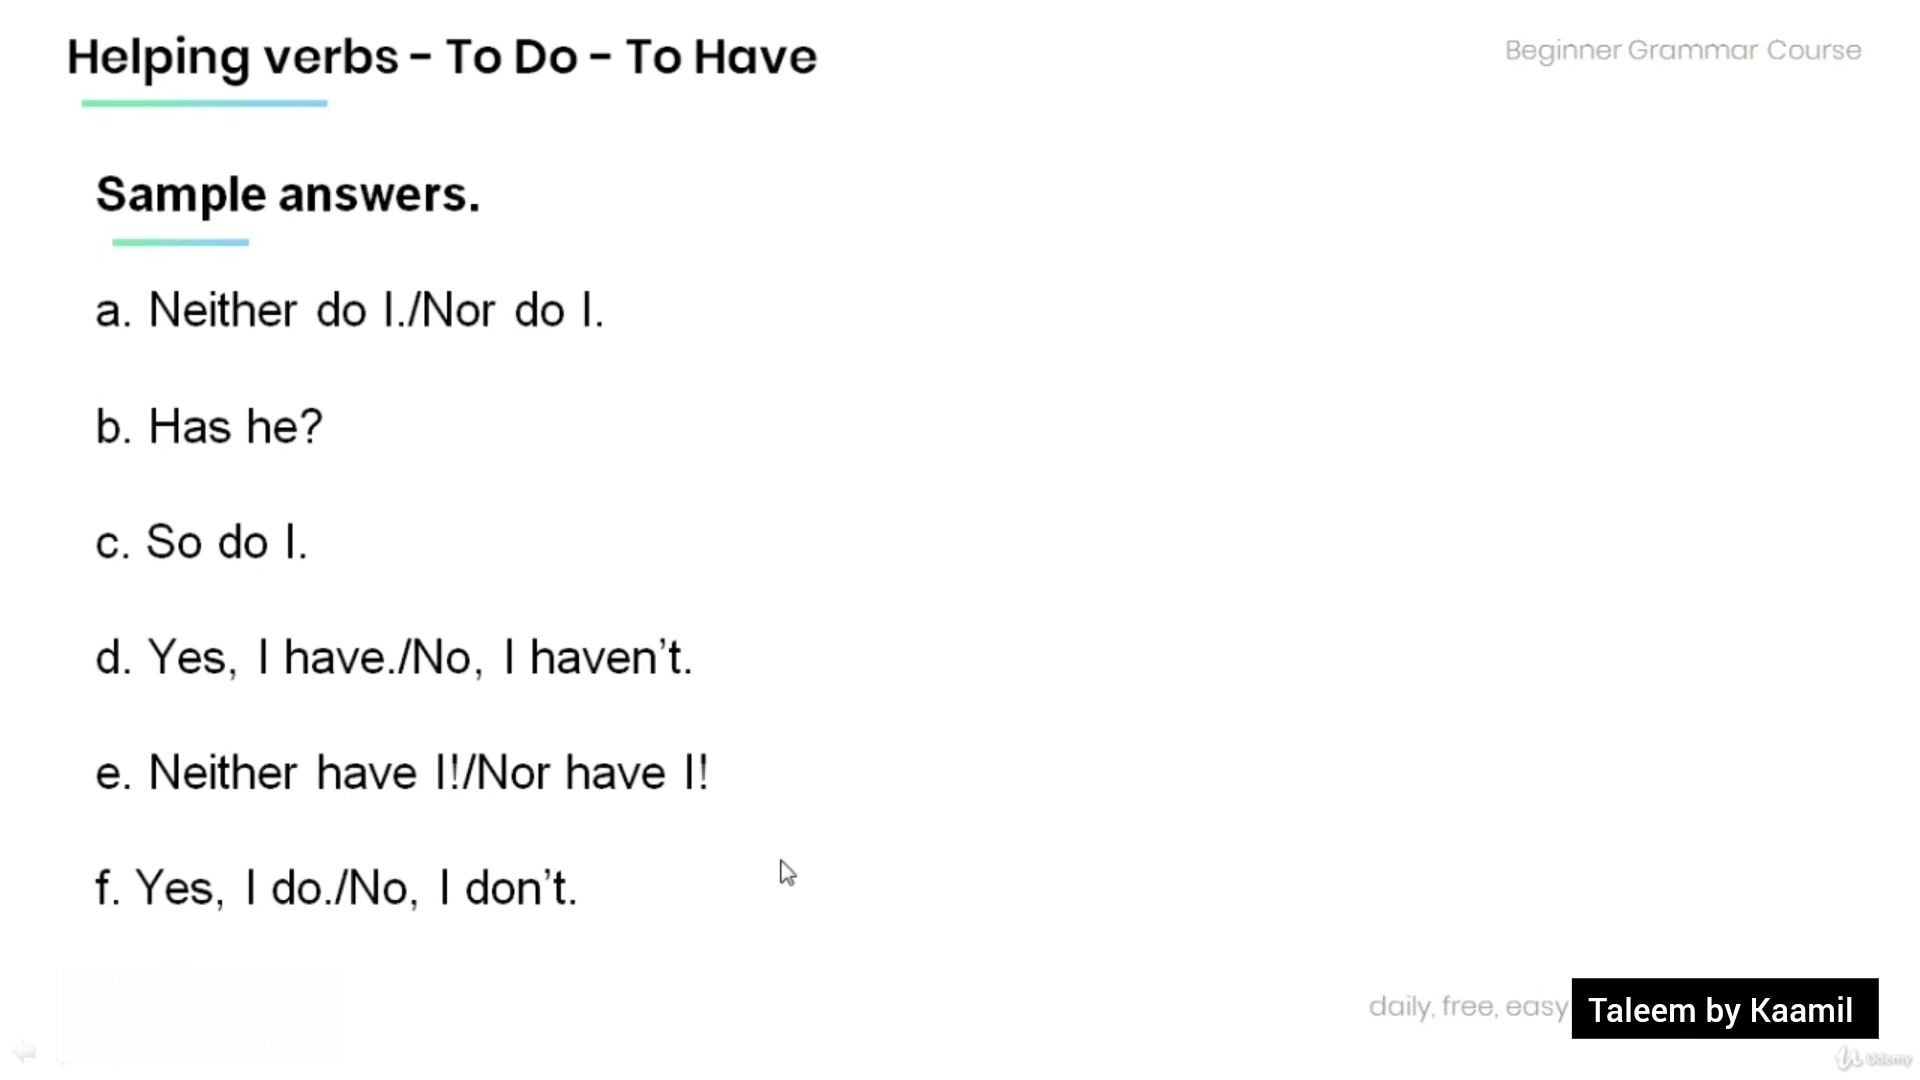 Helping verbs – To Do – To Have
Beginner Grammar Course
Sample answers.
a. Neither do I./Nor do I.
b. Has he?
c. So do I.
d. Yes, I have./No, I haven’t.
e. Neither have I!/Nor have I!
f. Yes, I do./No, I don’t.
daily, free, easy
Taleem by Kaamil
Udemy